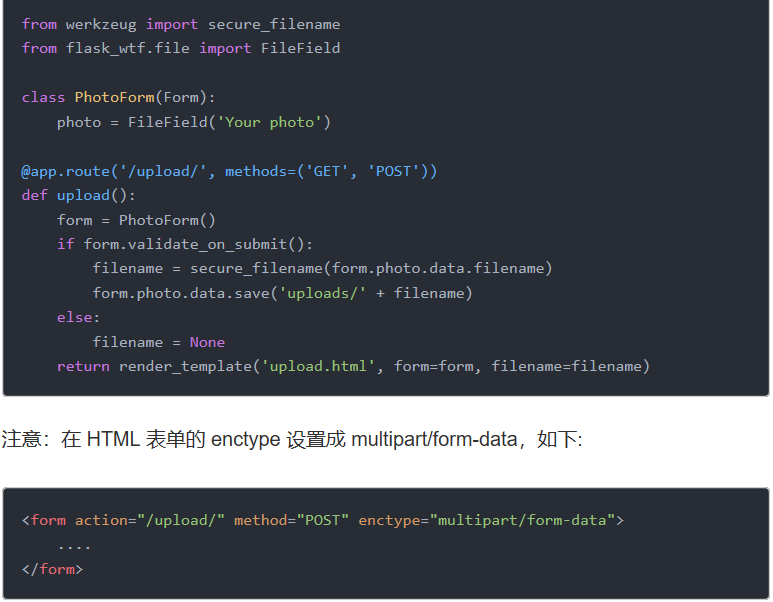 from werkzeug import secure_filename
from flask_wtf.file import FileField
class PhotoForm(Form):
    photo = FileField('Your photo')
@app.route('/upload/', methods=('GET', 'POST'))
def upload():
    form = PhotoForm()
    if form.validate_on_submit():
        filename = secure_filename(form.photo.data.filename)
        form.photo.data.save('uploads/' + filename)
    else:
        filename = None
    return render_template('upload.html', form=form, filename=filename)
注意：在 HTML 表单的 enctype 设置成 multipart/form-data，如下:
<form action="/upload/" method="POST" enctype="multipart/form-data">
    ....
</form>